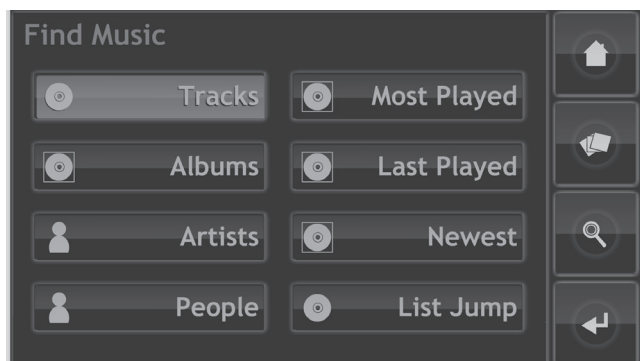 Find Music
Tracks
Most Played
Albums
Last Played
Artists
Newest
People
List Jump